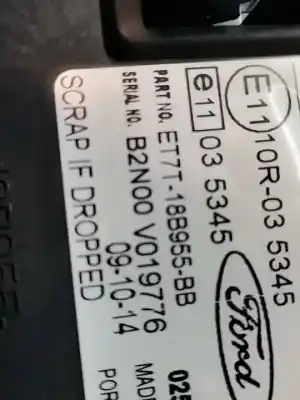 E11 10R-03 5345
e11 03 5345
PART NO. ET7T-18B955-BB
SERIAL NO. B2N00 V019776
09-10-14
SCRAP IF DROPPED
Ford
025
MADE
POR